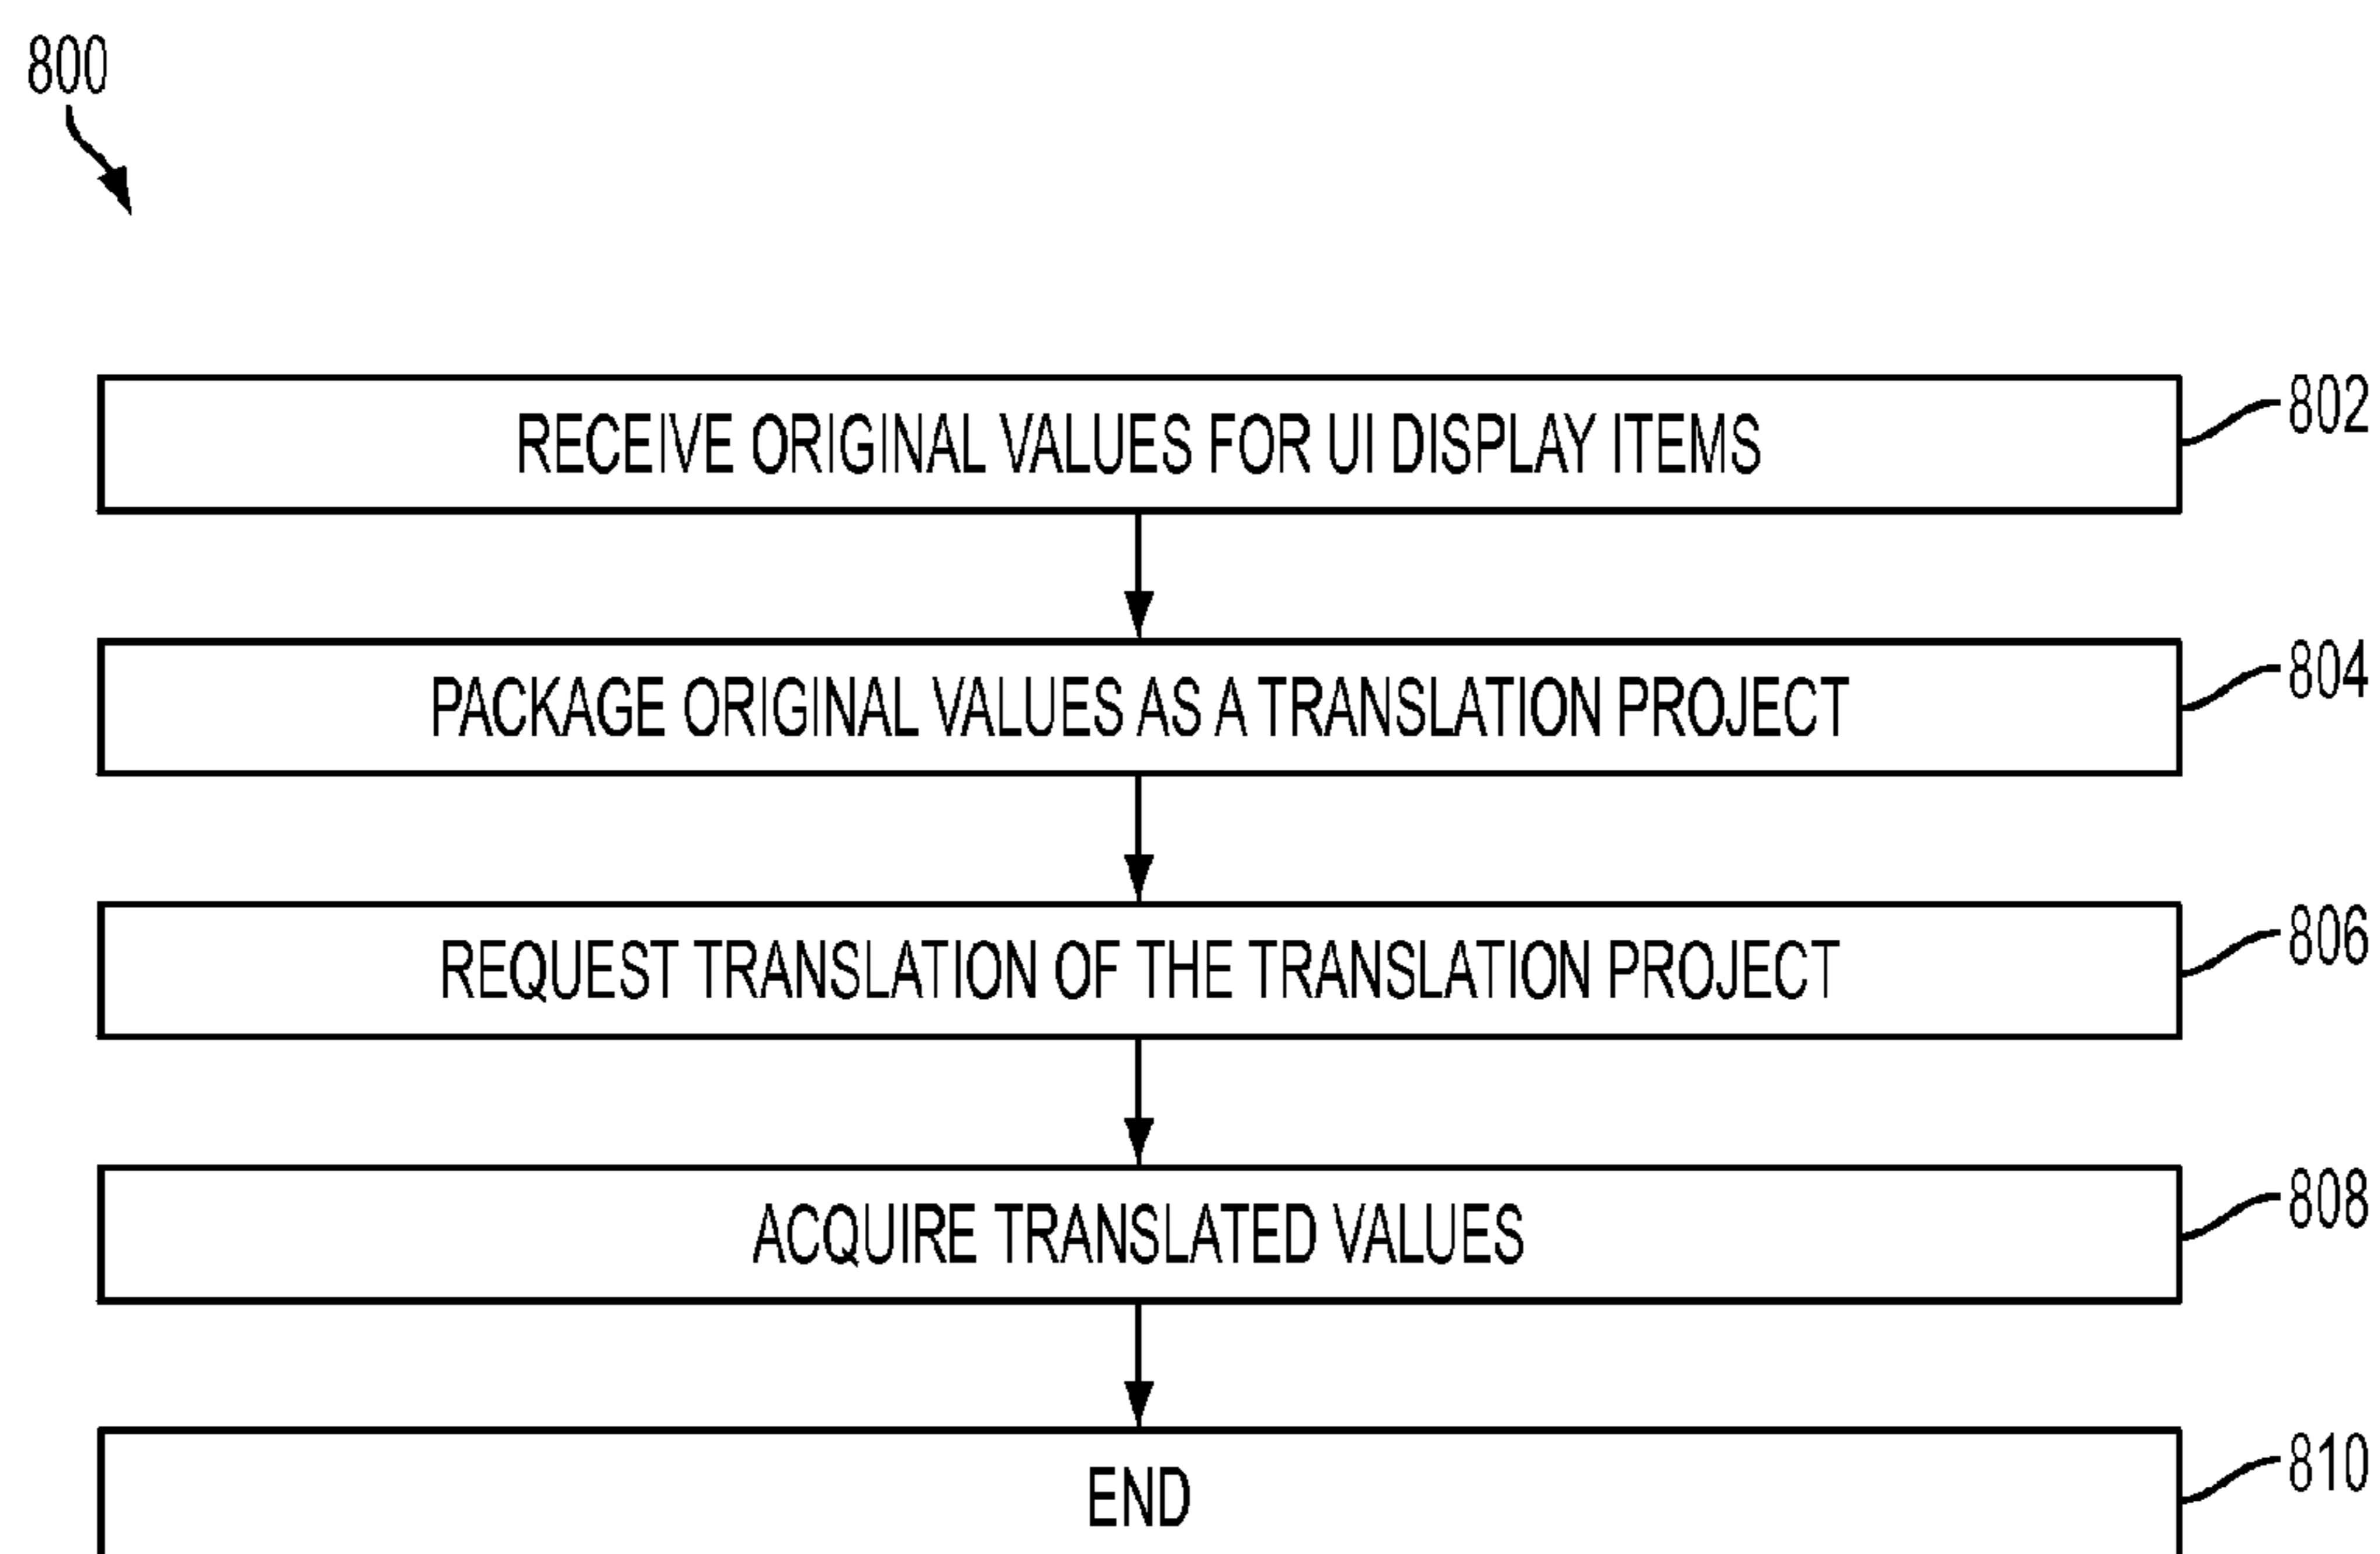 800
RECEIVE ORIGINAL VALUES FOR UI DISPLAY ITEMS
802
PACKAGE ORIGINAL VALUES AS A TRANSLATION PROJECT
804
REQUEST TRANSLATION OF THE TRANSLATION PROJECT
806
ACQUIRE TRANSLATED VALUES
808
END
810